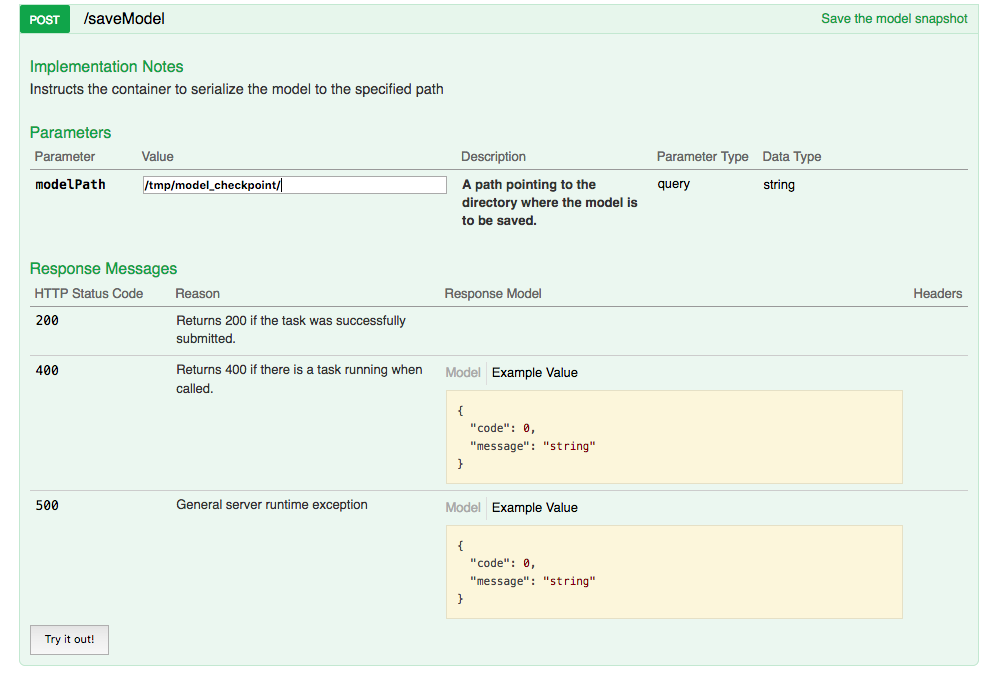 POST /saveModel Save the model snapshot
Implementation Notes
Instructs the container to serialize the model to the specified path
Parameters
Parameter Value Description Parameter Type Data Type
modelPath /tmp/model_checkpoint/ A path pointing to the query string
directory where the model is
to be saved.
Response Messages
HTTP Status Code Reason Response Model Headers
200 Returns 200 if the task was successfully
submitted.
400 Returns 400 if there is a task running when Model Example Value
called.
{
"code": 0,
"message": "string"
}
500 General server runtime exception Model Example Value
{
"code": 0,
"message": "string"
}
Try it out!